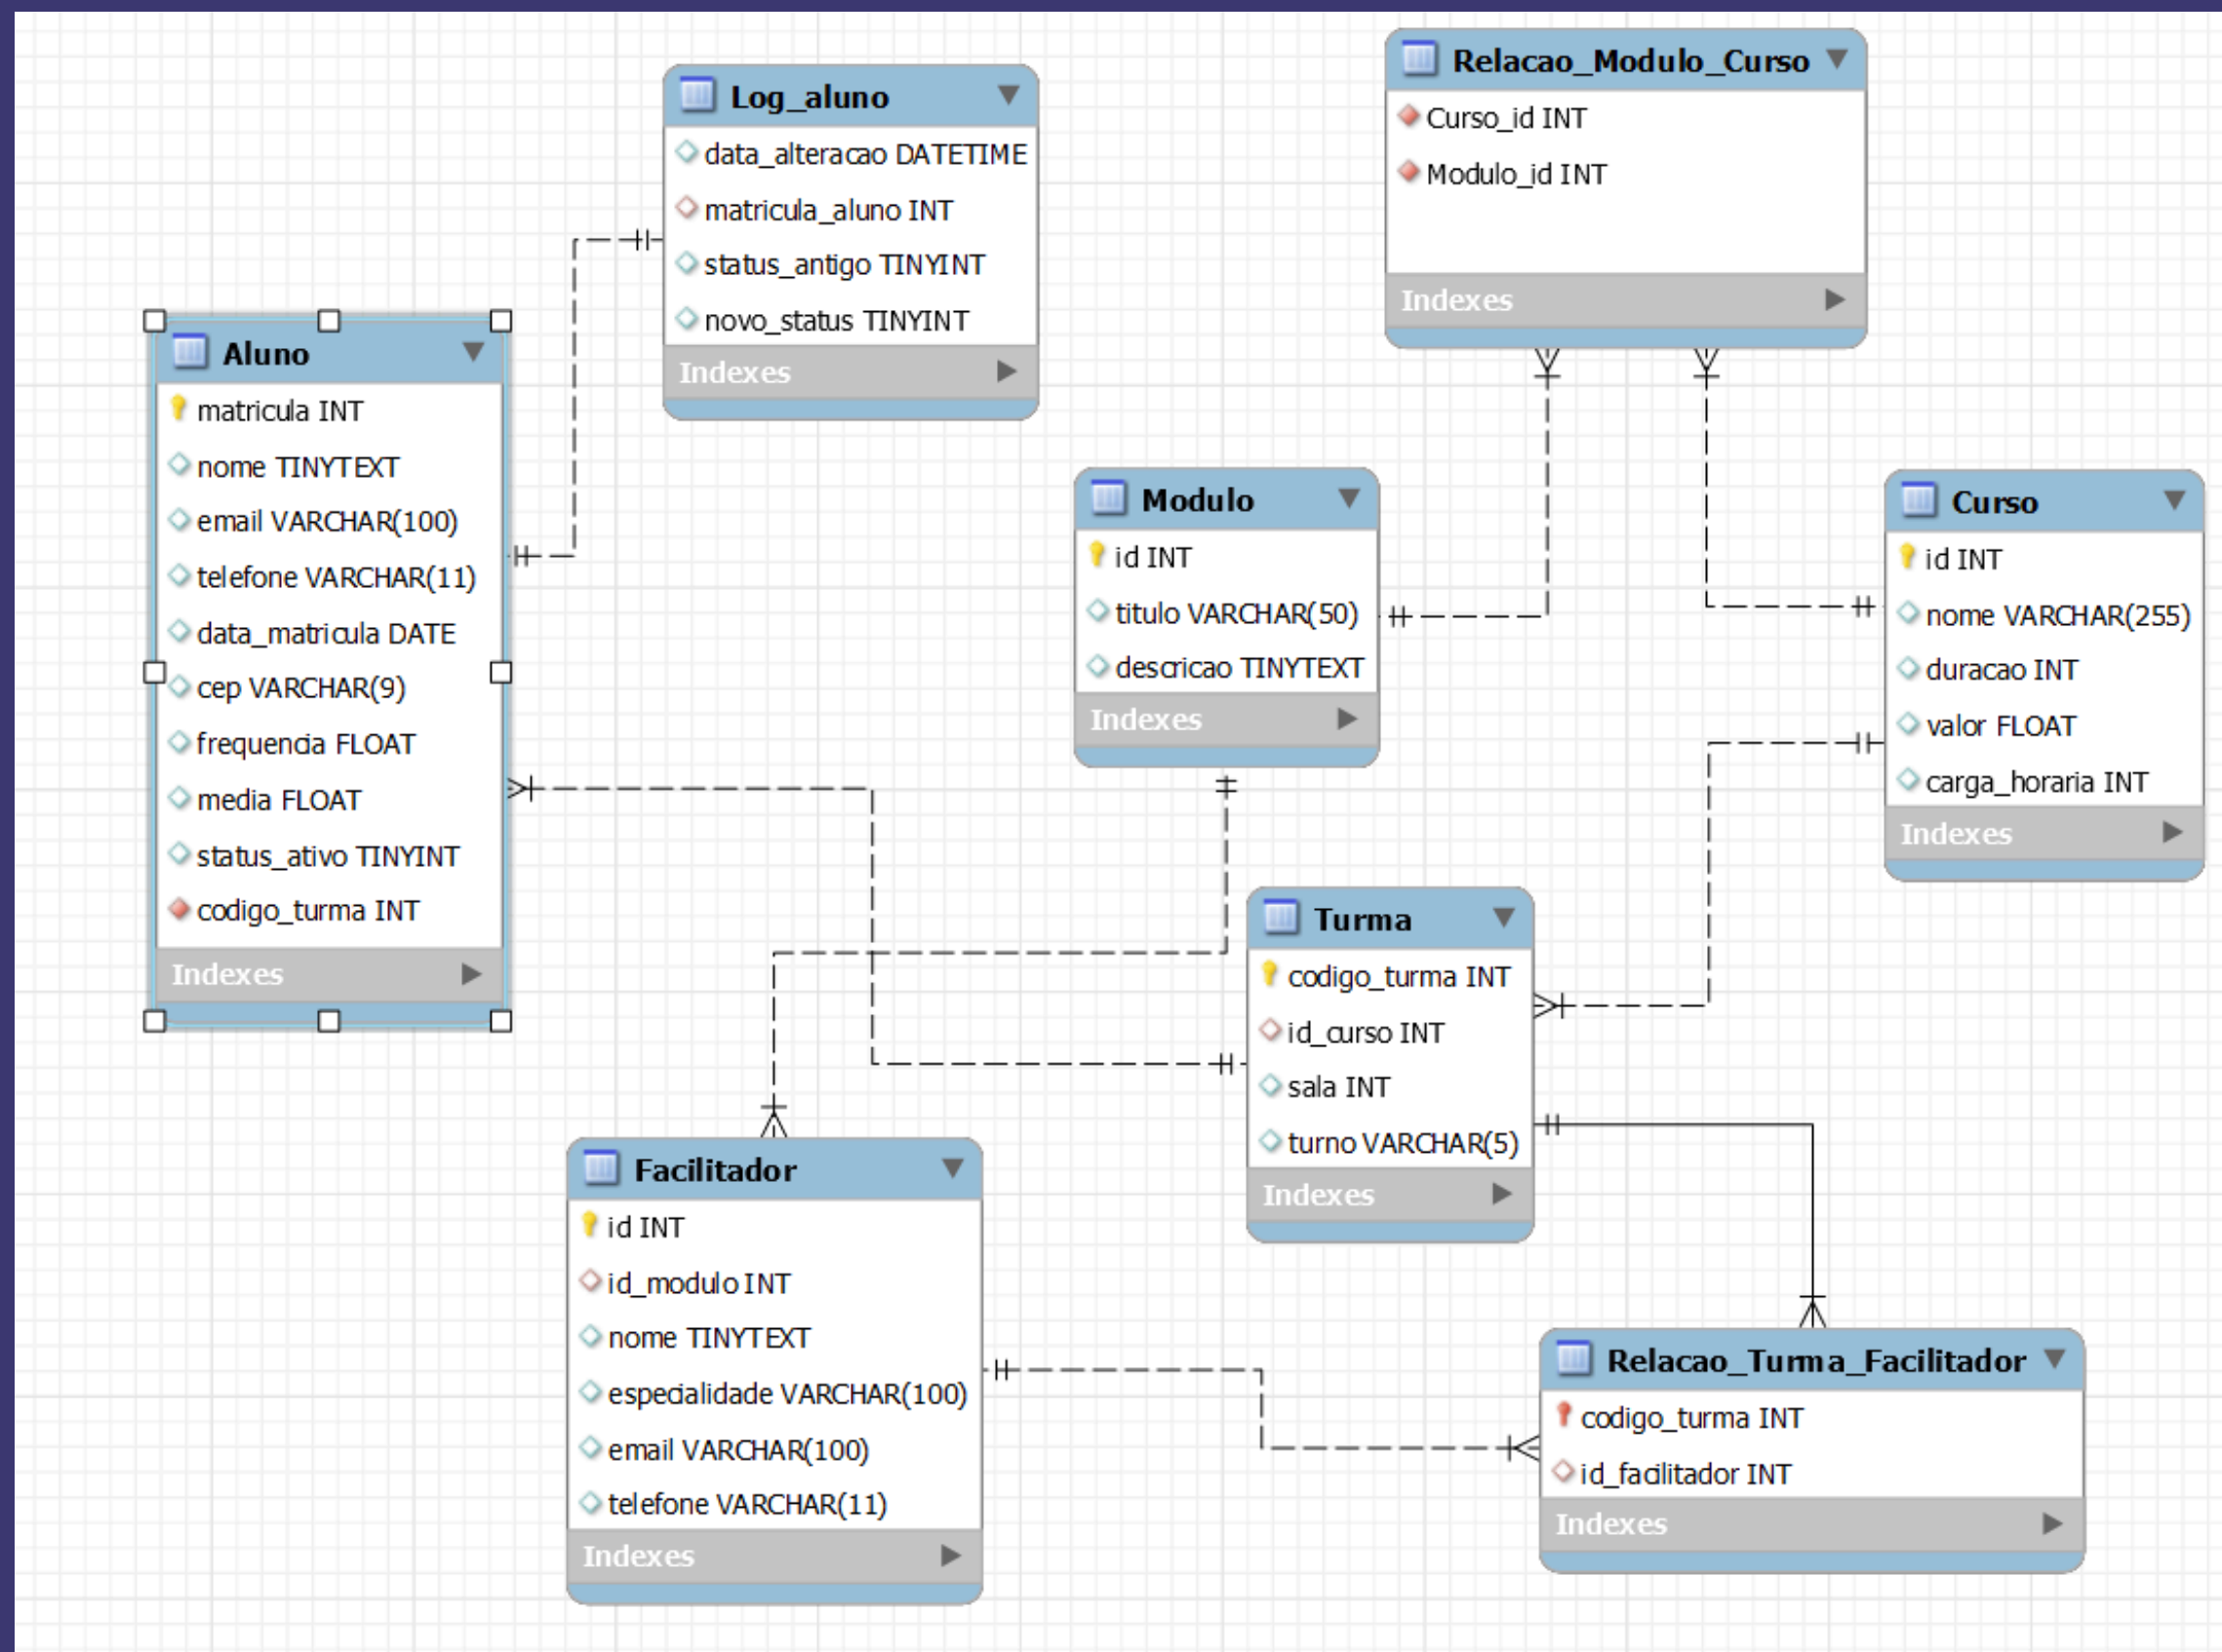 Log_aluno
data_alteracao DATETIME
matricula_aluno INT
status_antigo TINYINT
novo_status TINYINT
Indexes
Relacao_Modulo_Curso
Curso_id INT
Modulo_id INT
Indexes
Aluno
matricula INT
nome TINYTEXT
email VARCHAR(100)
telefone VARCHAR(11)
data_matricula DATE
cep VARCHAR(9)
frequencia FLOAT
media FLOAT
status_ativo TINYINT
codigo_turma INT
Indexes
Modulo
id INT
titulo VARCHAR(50)
descricao TINYTEXT
Indexes
Curso
id INT
nome VARCHAR(255)
duracao INT
valor FLOAT
carga_horaria INT
Indexes
Turma
codigo_turma INT
id_curso INT
sala INT
turno VARCHAR(5)
Indexes
Facilitador
id INT
id_modulo INT
nome TINYTEXT
especialidade VARCHAR(100)
email VARCHAR(100)
telefone VARCHAR(11)
Indexes
Relacao_Turma_Facilitador
codigo_turma INT
id_facilitador INT
Indexes